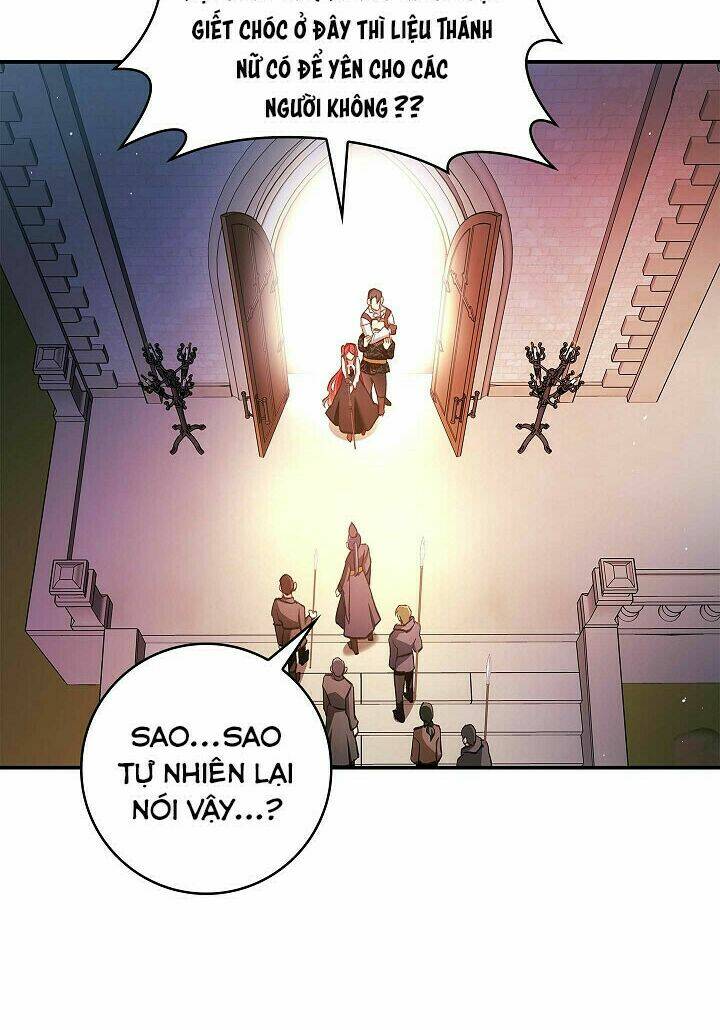 GIẾT CHÓC Ở ĐÂY THÌ LIỆU THÁNH
NỮ CÓ ĐỂ YÊN CHO CÁC
NGƯỜI KHÔNG??
SAO...SAO
TỰ NHIÊN LẠI
NÓI VẬY...?